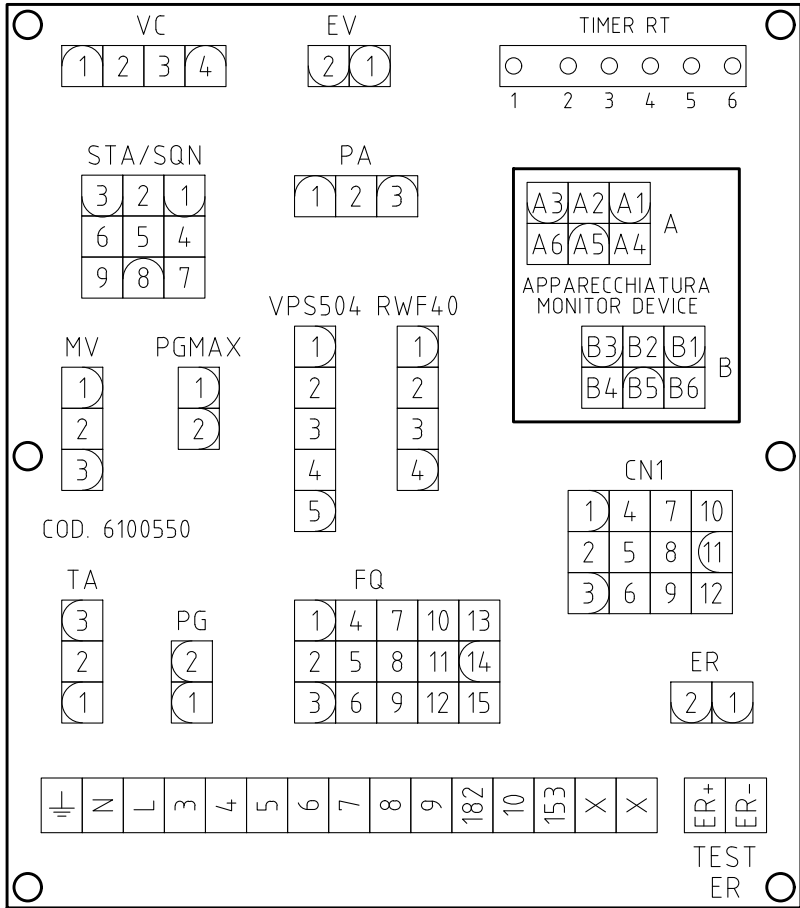 VC EV TIMER RT
1 2 3 4 2 1
1 2 3 4 5 6
STA/SQN PA
3 2 1 1 2 3
6 5 4
9 8 7
A3 A2 A1 A
A6 A5 A4
APPARECCHIATURA
MONITOR DEVICE
B3 B2 B1 B
B4 B5 B6
VPS504 RWF40
1 1
2 2
3 3
4 4
5
MV PGMAX
1 1
2 2
3
CN1
1 4 7 10
2 5 8 11
3 6 9 12
COD. 6100550
TA PG FQ
3
2 2
1 1
1 4 7 10 13
2 5 8 11 14
3 6 9 12 15
ER
2 1
N L 3 4 5 6 7 8 9 182 10 153 X X ER+ ER-
TEST
ER